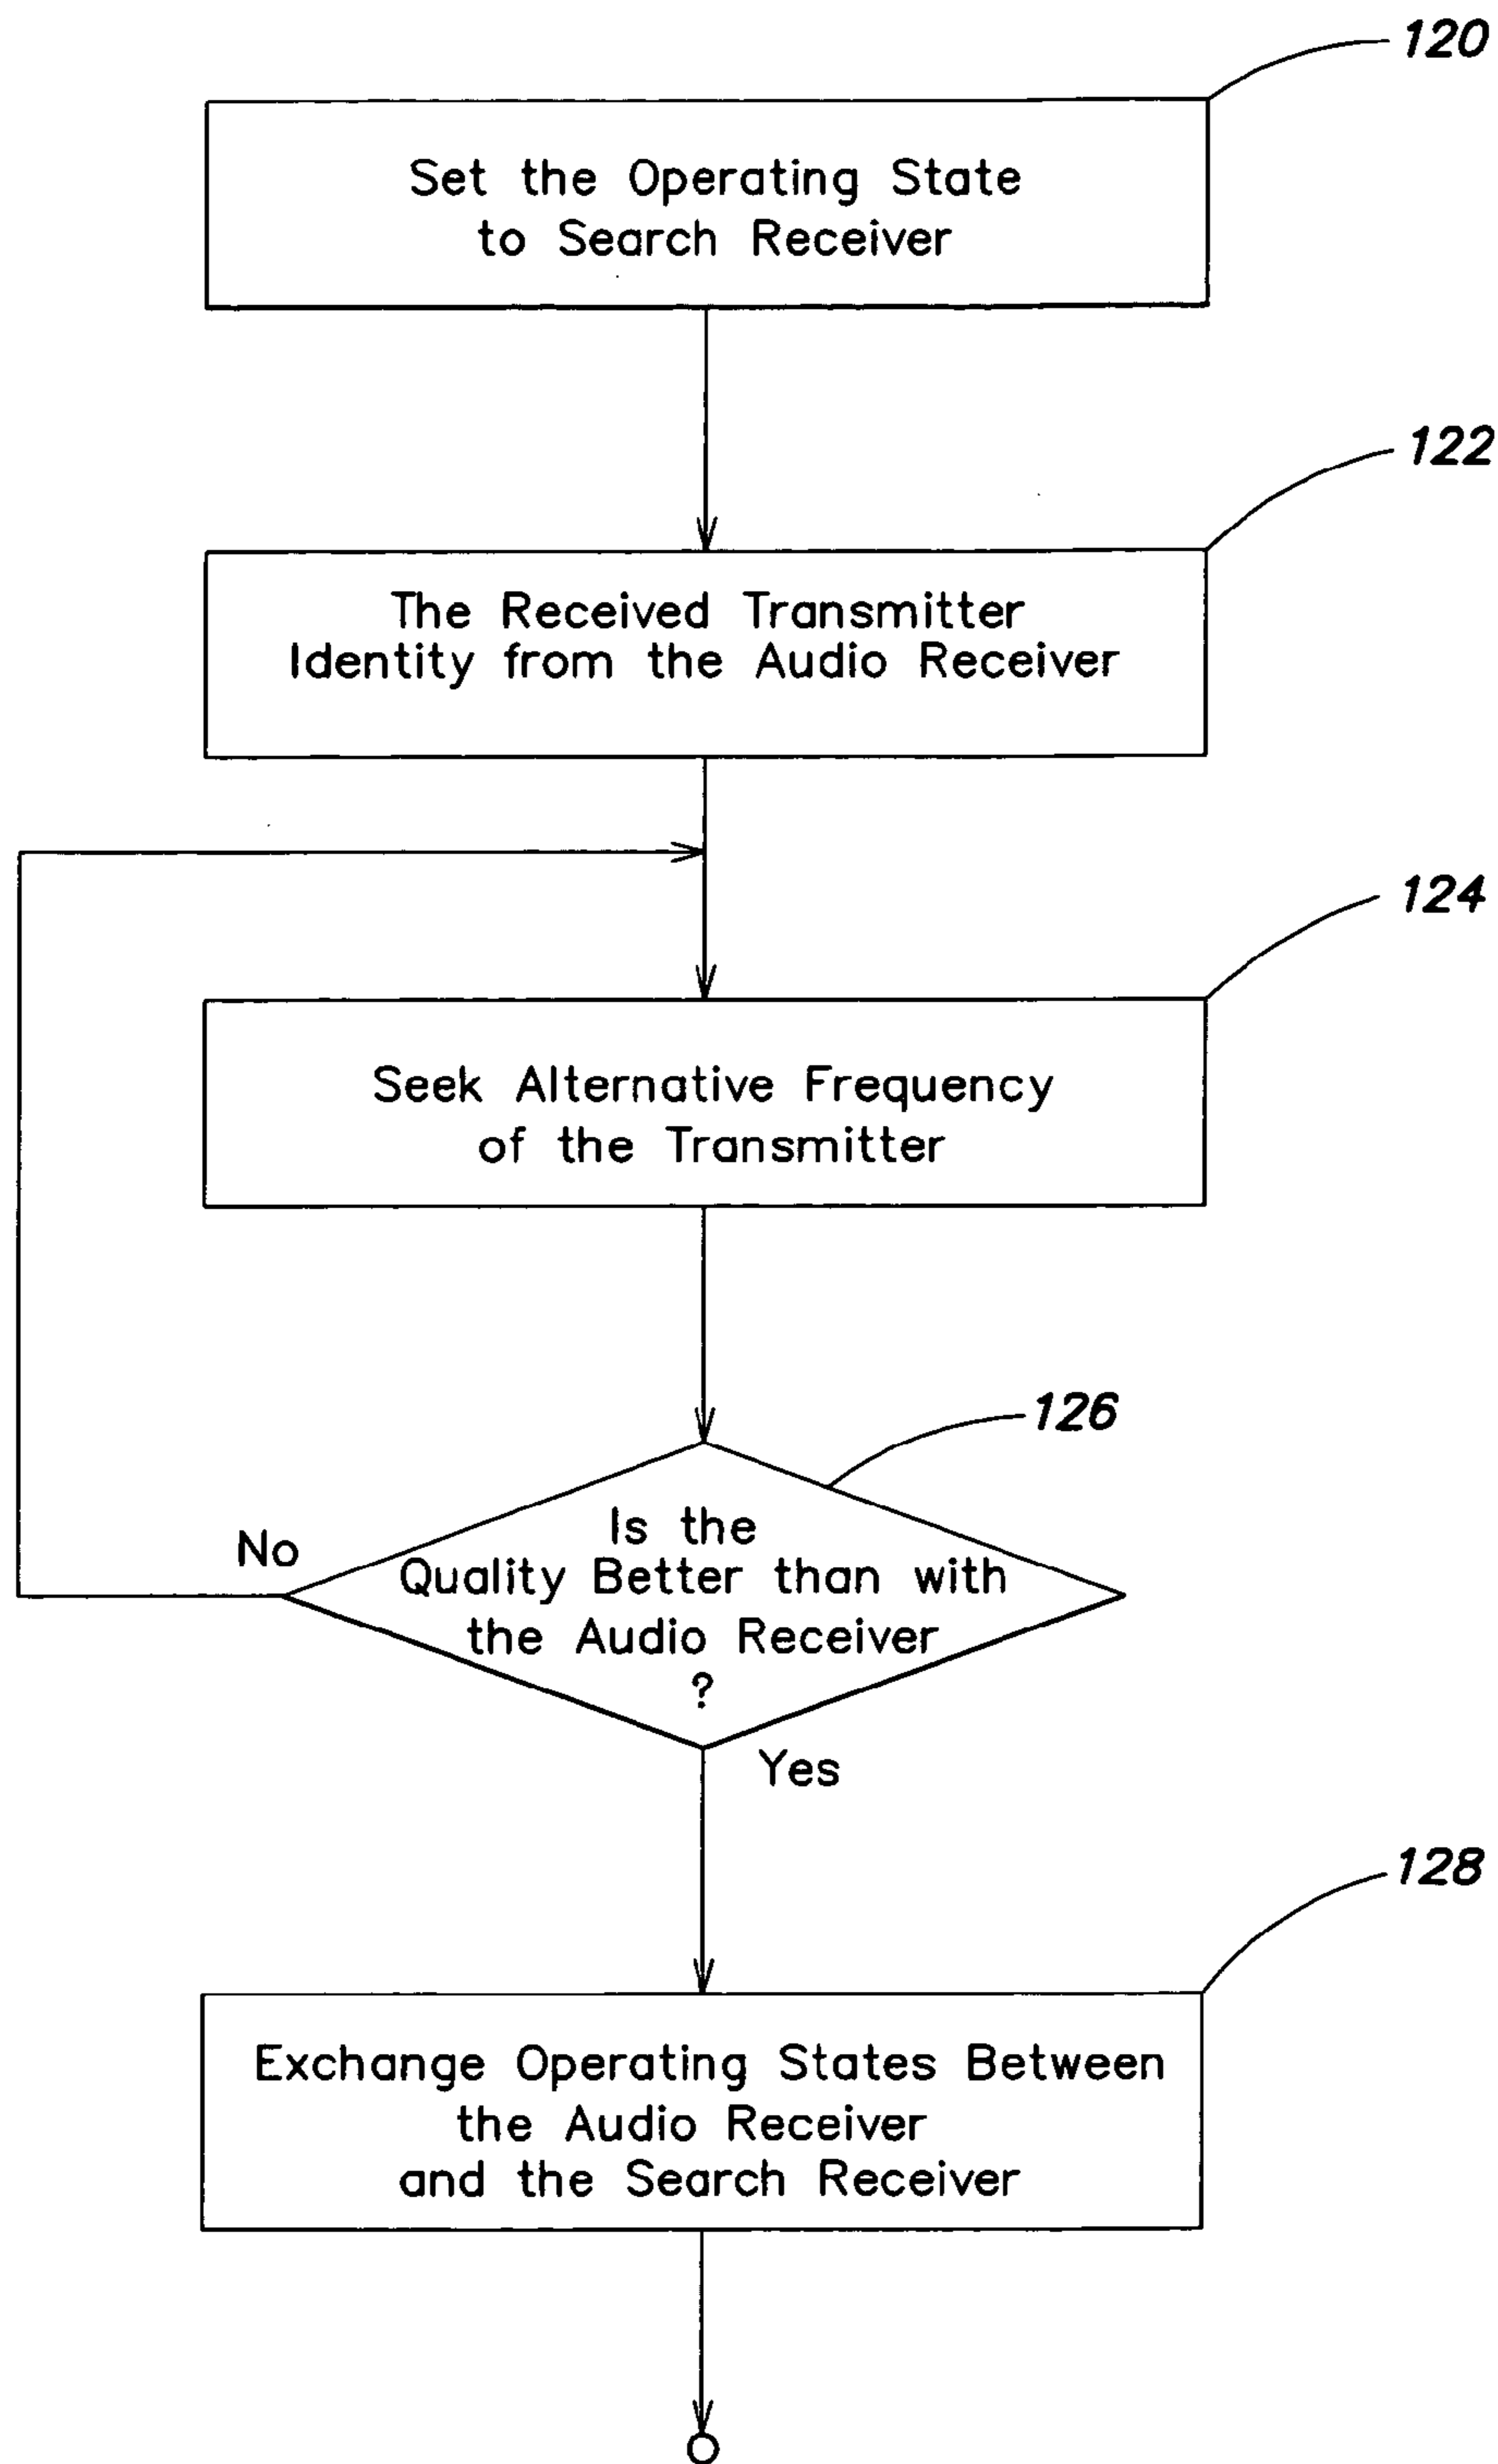 120
Set the Operating State
to Search Receiver
122
The Received Transmitter
Identity from the Audio Receiver
124
Seek Alternative Frequency
of the Transmitter
126
Is the
No
Quality Better than with
the Audio Receiver
?
Yes
128
Exchange Operating States Between
the Audio Receiver
and the Search Receiver